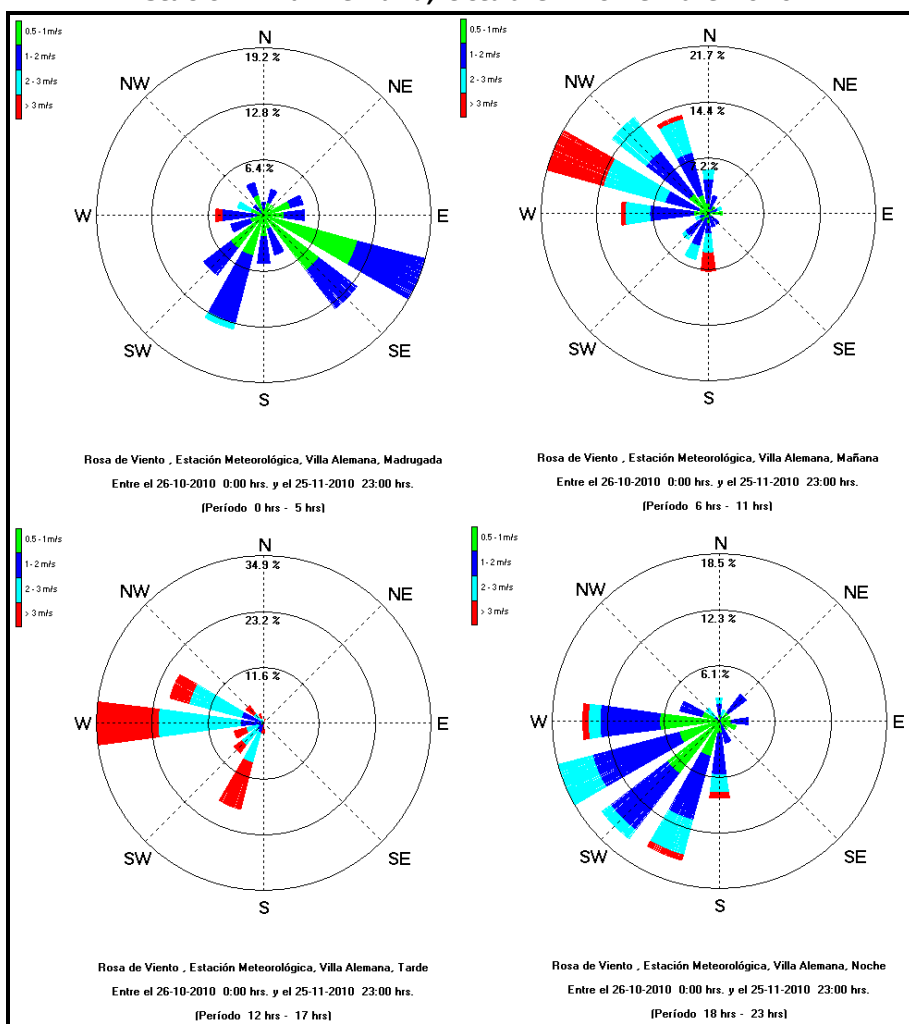 0.5 - 1 m/s
1 - 2 m/s
2 - 3 m/s
> 3 m/s
N
19.2 %
NW
NE
12.8 %
6.4 %
W
E
SW
SE
S
Rosa de Viento , Estación Meteorológica, Villa Alemana, Madrugada
Entre el 26-10-2010 0:00 hrs. y el 25-11-2010 23:00 hrs.
(Período 0 hrs - 5 hrs)
0.5 - 1 m/s
1 - 2 m/s
2 - 3 m/s
> 3 m/s
N
21.7 %
NW
NE
14.4 %
7.2 %
W
E
SW
SE
S
Rosa de Viento , Estación Meteorológica, Villa Alemana, Mañana
Entre el 26-10-2010 0:00 hrs. y el 25-11-2010 23:00 hrs.
(Período 6 hrs - 11 hrs)
0.5 - 1 m/s
1 - 2 m/s
2 - 3 m/s
> 3 m/s
N
34.9 %
NW
NE
23.2 %
11.6 %
W
E
SW
SE
S
Rosa de Viento , Estación Meteorológica, Villa Alemana, Tarde
Entre el 26-10-2010 0:00 hrs. y el 25-11-2010 23:00 hrs.
(Período 12 hrs - 17 hrs)
0.5 - 1 m/s
1 - 2 m/s
2 - 3 m/s
> 3 m/s
N
18.5 %
NW
NE
12.3 %
6.1 %
W
E
SW
SE
S
Rosa de Viento , Estación Meteorológica, Villa Alemana, Noche
Entre el 26-10-2010 0:00 hrs. y el 25-11-2010 23:00 hrs.
(Período 18 hrs - 23 hrs)